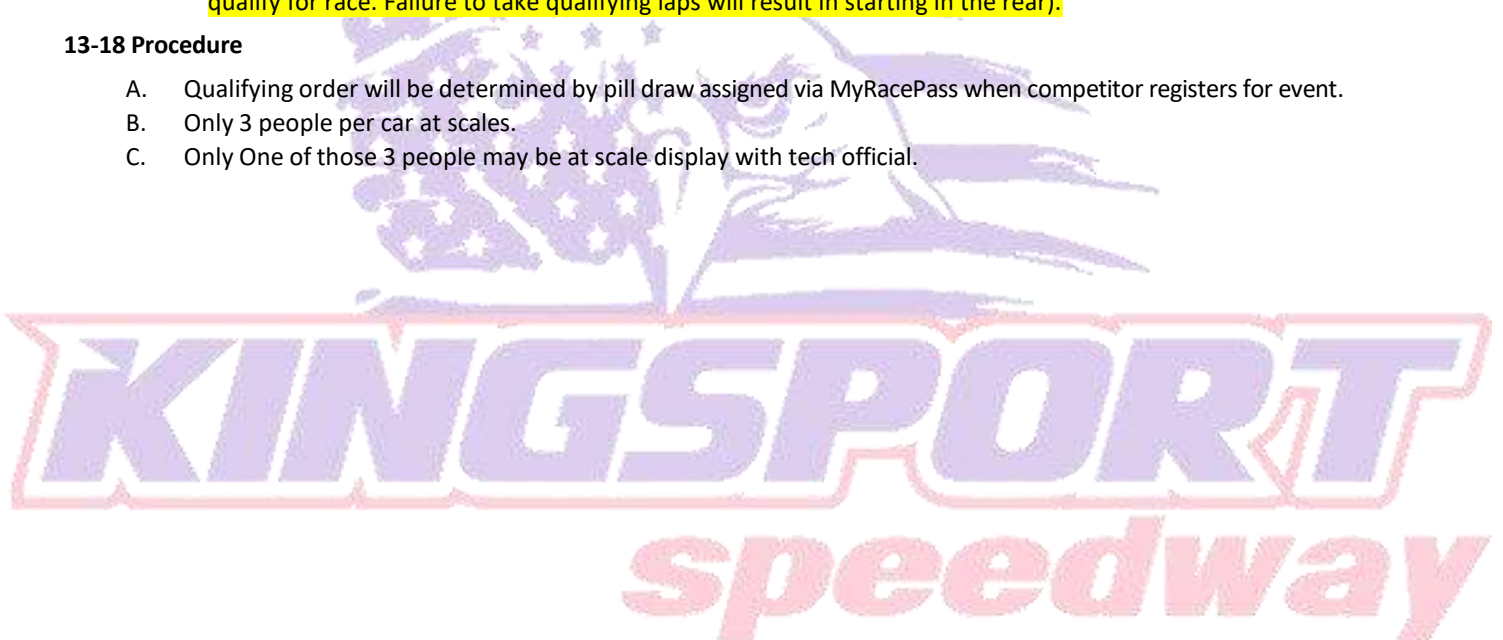 qualify for race. Failure to take qualifying laps will result in starting in the rear).
13-18 Procedure
A. Qualifying order will be determined by pill draw assigned via MyRacePass when competitor registers for event.
B. Only 3 people per car at scales.
C. Only One of those 3 people may be at scale display with tech official.
KINGSPORT
speedway